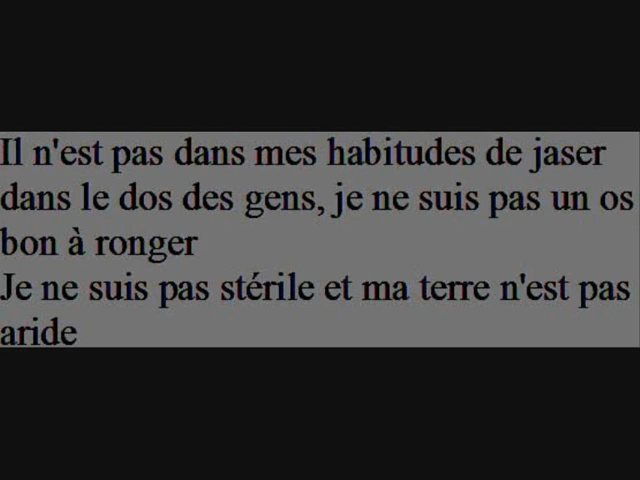 Il n'est pas dans mes habitudes de jaser
dans le dos des gens, je ne suis pas un os
bon à ronger
Je ne suis pas stérile et ma terre n'est pas
aride